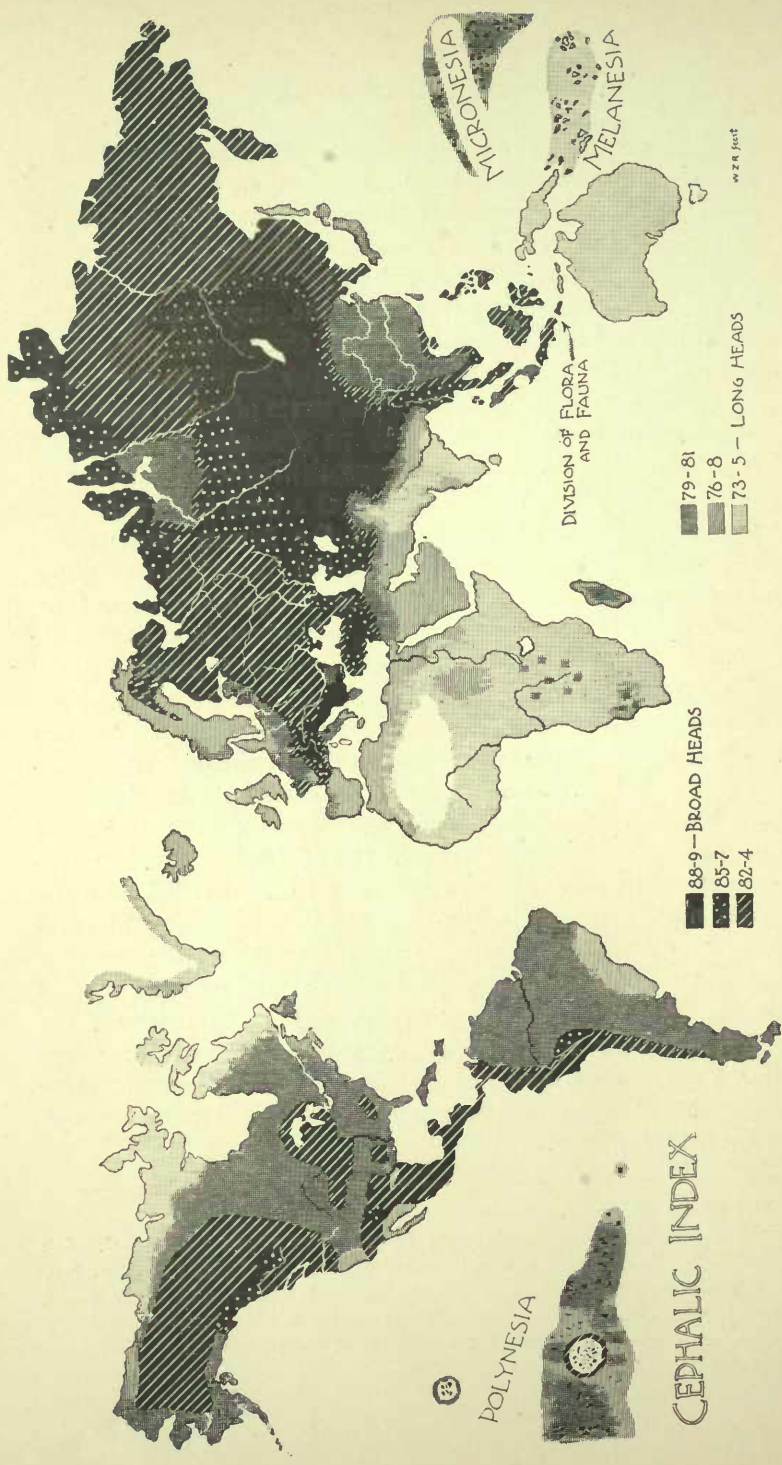 MICRONESIA
MELANESIA
W Z R fecit
DIVISION OF FLORA
AND FAUNA
POLYNESIA
CEPHALIC INDEX
88-9—BROAD HEADS
85-7
82-4
79-81
76-8
73-5—LONG HEADS